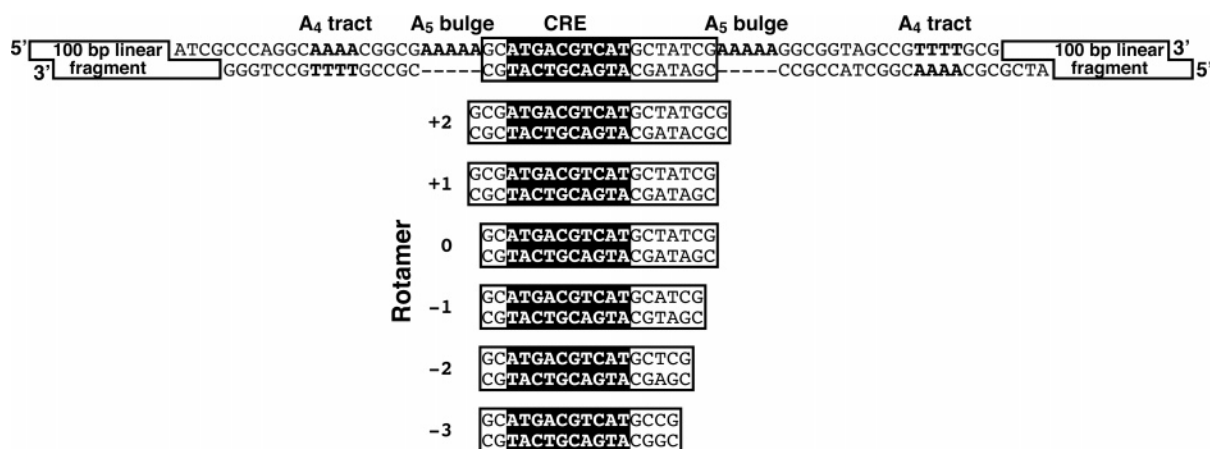 A4 tract A5 bulge CRE A5 bulge A4 tract
5’ 100 bp linear ATCGCCCAGGCAAAACGGCGAAAAAGCATGACGTCATGCTATCGAAAAAGGCGGTAGCCGTTTTGCG 100 bp linear 3’
3’ fragment GGGTCCGTTTTGCCGC-----CGTACTGCAGTACGATAGC-----CCGCCATCGGCAAAACGCGCTA fragment 5’
GCGATGACGTCATGCTATGCG
+2
CGCTACTGCAGTACGATACGC
GCGATGACGTCATGCTATCG
+1
CGCTACTGCAGTACGATAGC
GCATGACGTCATGCTATCG
0
CGTACTGCAGTACGATAGC
Rotamer
GCATGACGTCATGCATCG
-1
CGTACTGCAGTACGTAGC
GCATGACGTCATGCTCG
-2
CGTACTGCAGTACGAGC
GCATGACGTCATGCCG
-3
CGTACTGCAGTACGGC